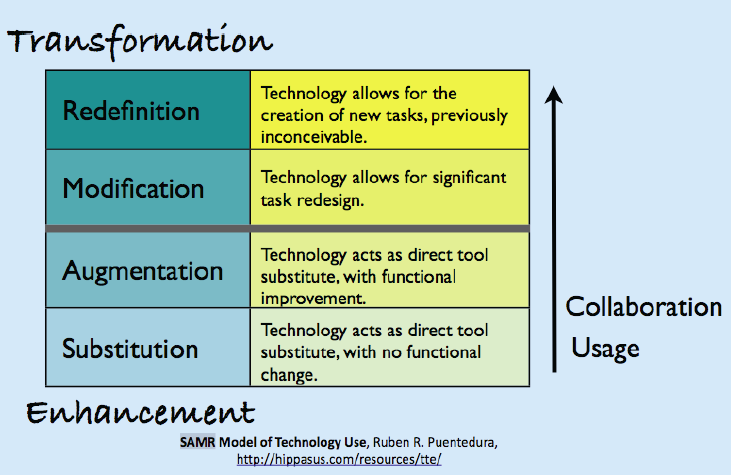 Transformation
Redefinition
Technology allows for the
creation of new tasks, previously
inconceivable.
Modification
Technology allows for significant
task redesign.
Augmentation
Technology acts as direct tool
substitute, with functional
improvement.
Substitution
Technology acts as direct tool
substitute, with no functional
change.
Collaboration
Usage
Enhancement
SAMR Model of Technology Use, Ruben R. Puentedura,
http://hippasus.com/resources/tte/